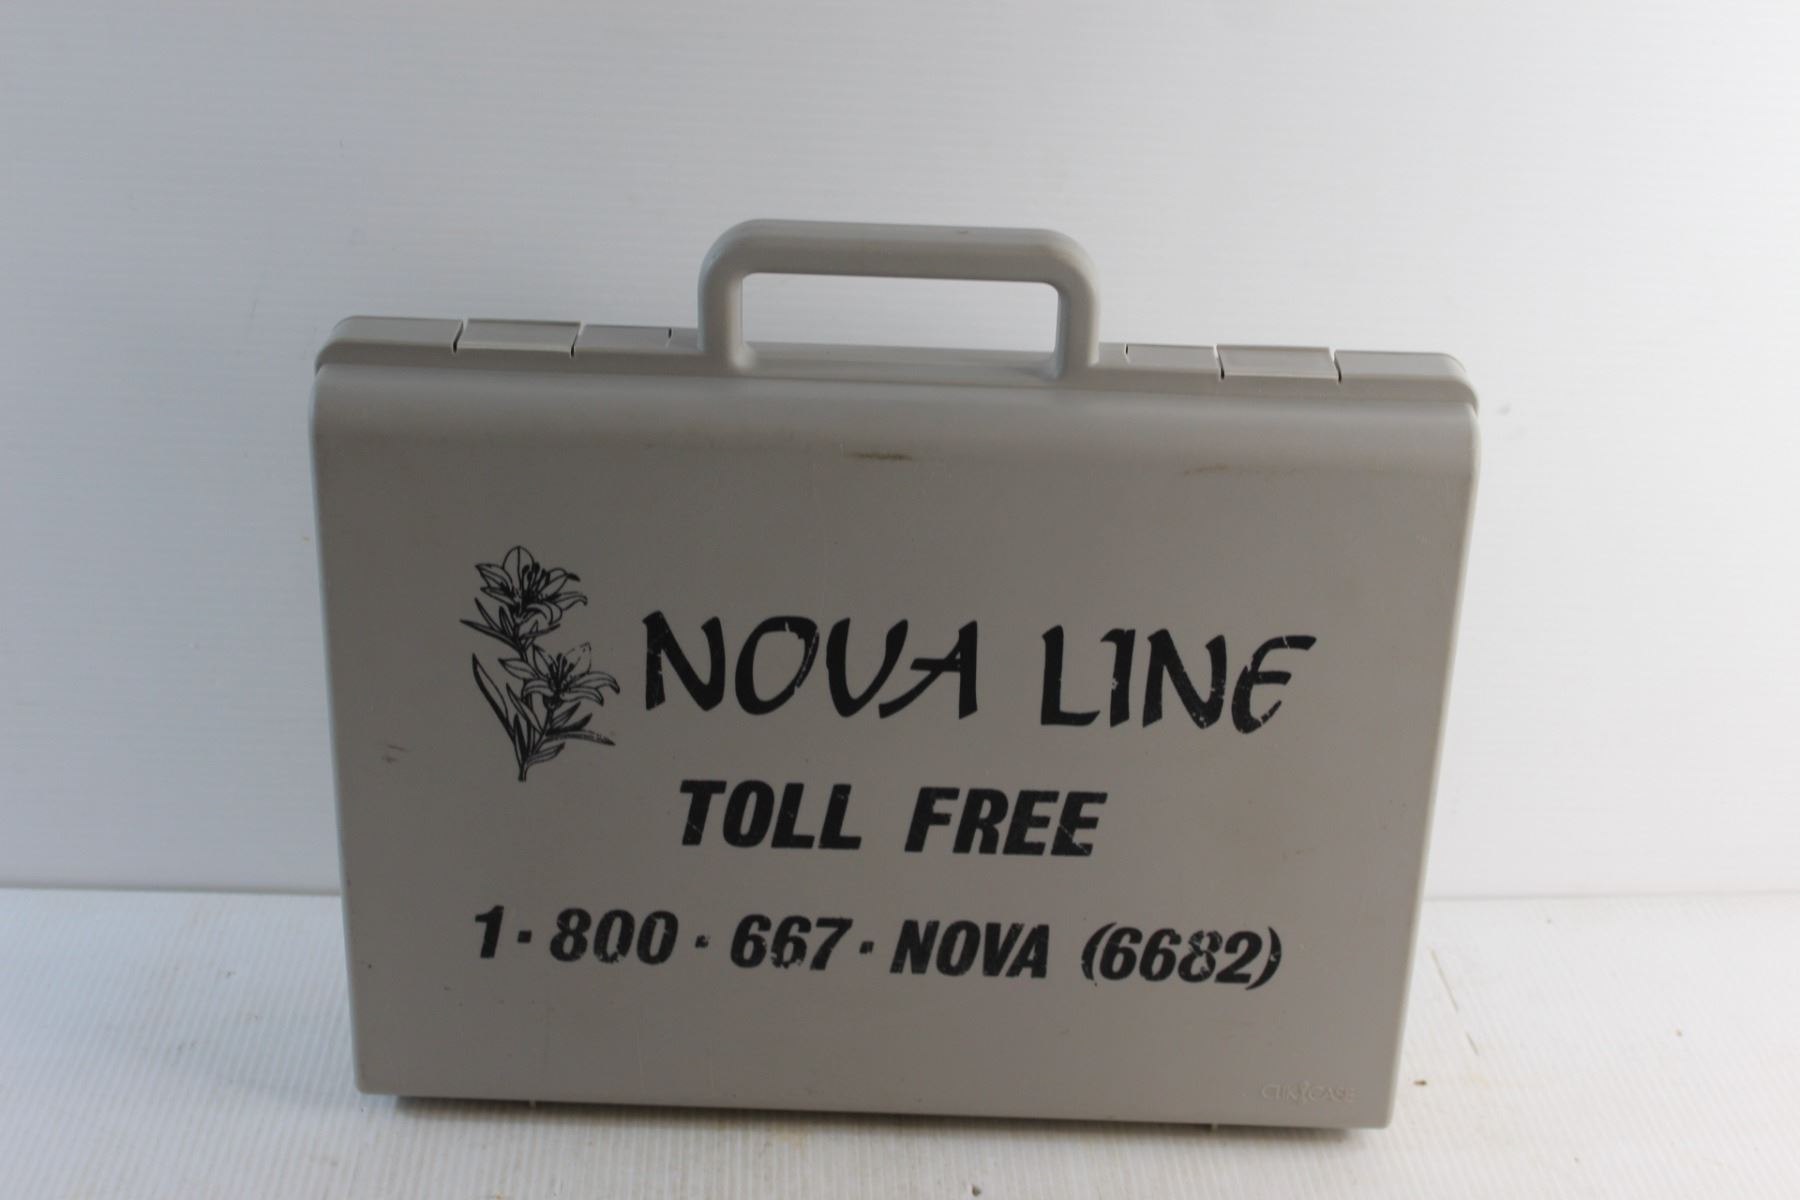 NOVA LINE
TOLL FREE
1-800-667-NOVA (6682)